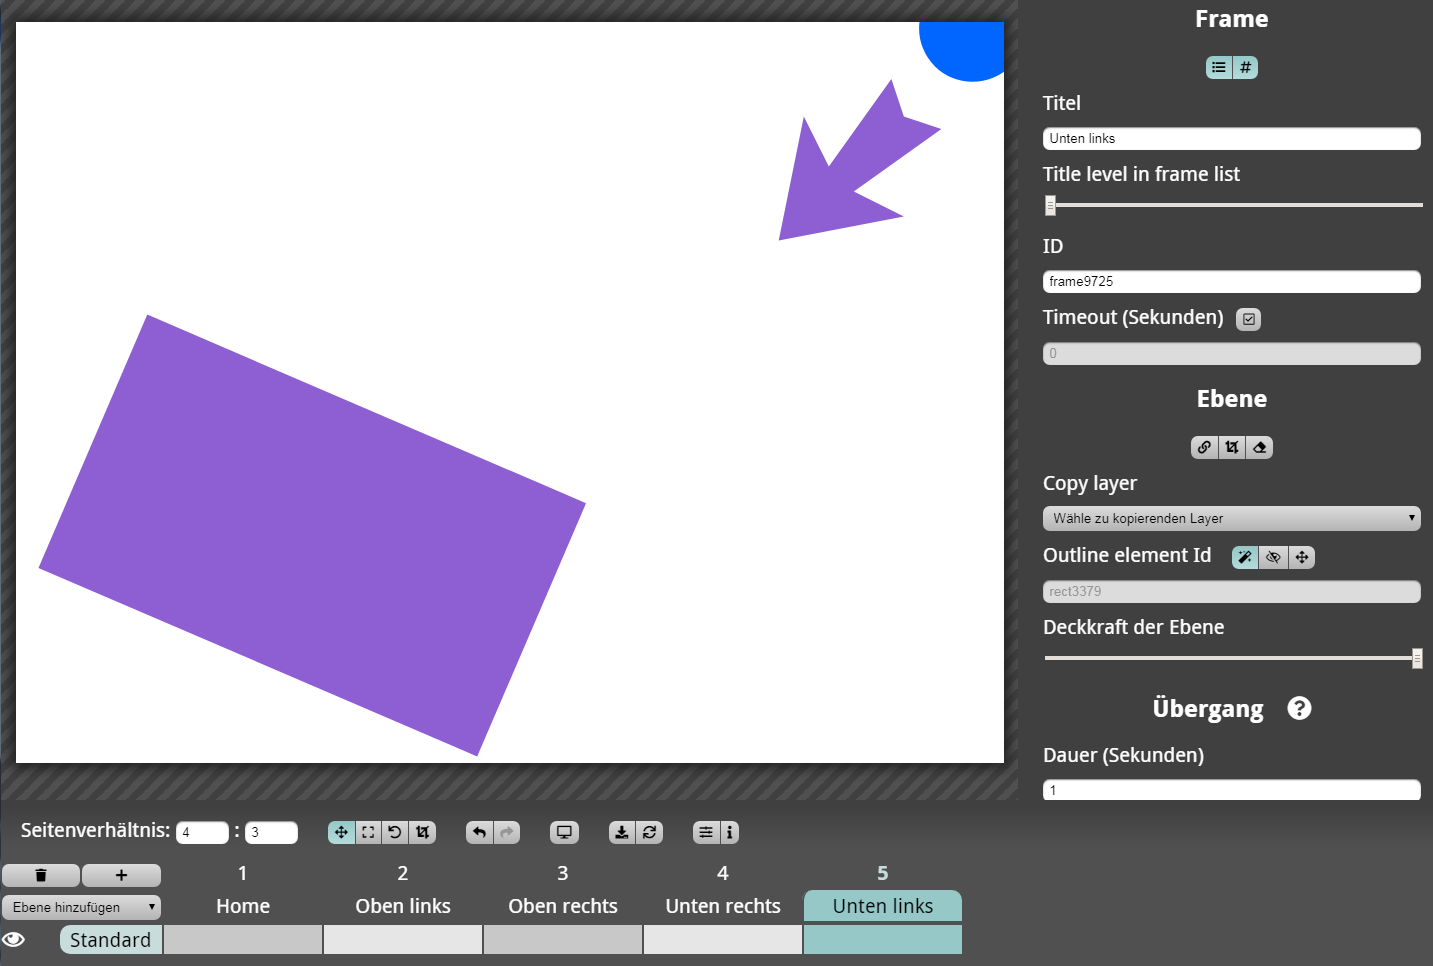 Frame
Titel
Unten links
Title level in frame list
ID
frame9725
Timeout (Sekunden)
0
Ebene
Copy layer
Wähle zu kopierenden Layer
Outline element Id
rect3379
Deckkraft der Ebene
Übergang
Dauer (Sekunden)
1
Seitenverhältnis: 4 : 3
1 2 3 4 5
Ebene hinzufügen Home Oben links Oben rechts Unten rechts Unten links
Standard